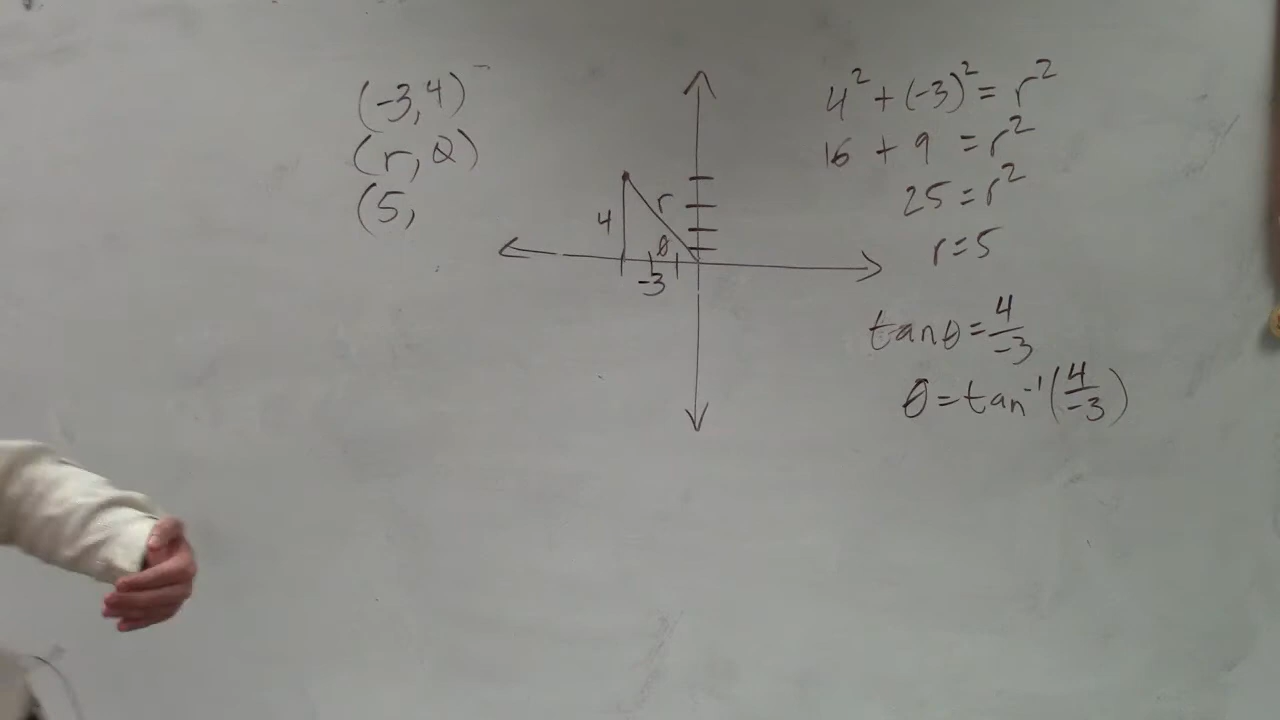 (-3,4)
(r,θ)
(5,
4
r
θ
-3
4² + (-3)² = r²
16 + 9 = r²
25 = r²
r = 5
tanθ = 4/-3
θ = tan⁻¹(4/-3)